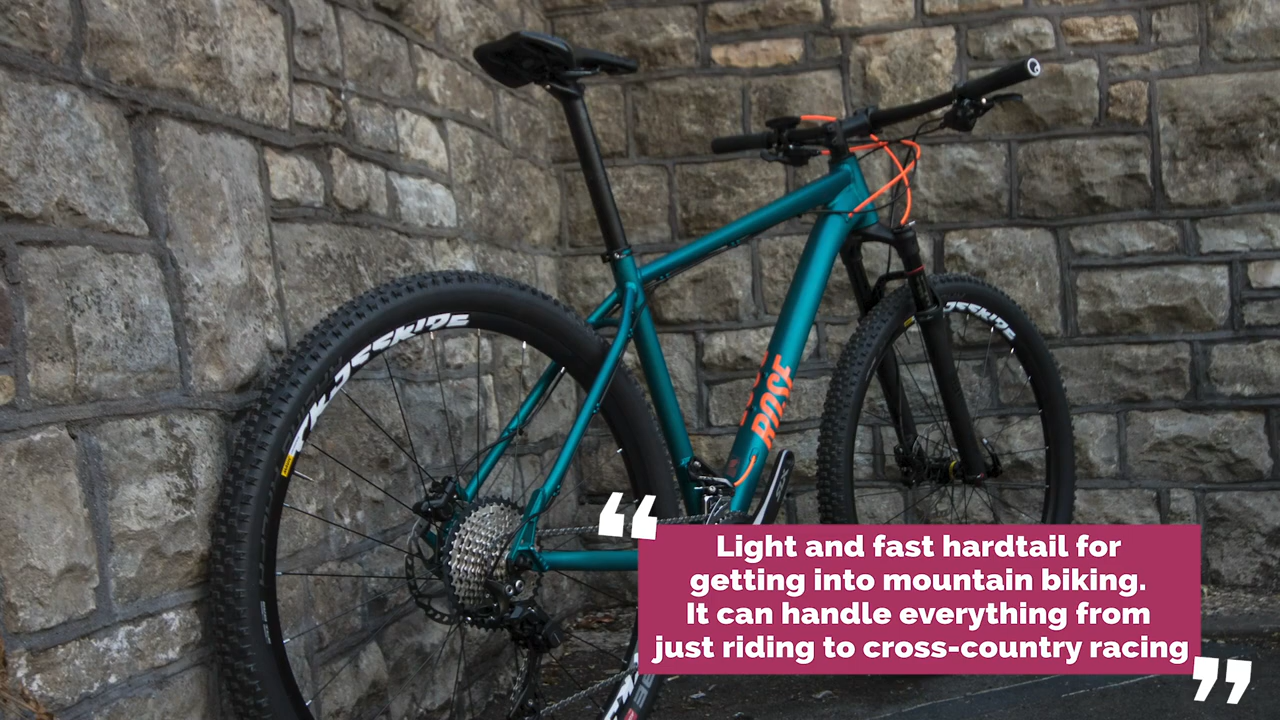 ROSE
“
Light and fast hardtail for
getting into mountain biking.
It can handle everything from
just riding to cross-country racing
”